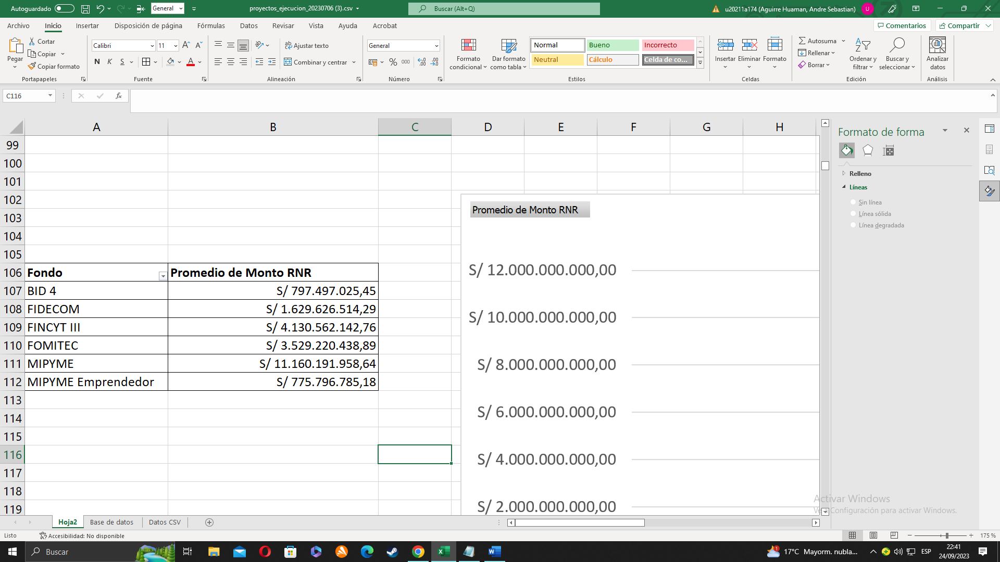 Autoguardado
General
proyectos_ejecucion_20230706 (3).csv
Buscar (Alt+Q)
u20211a174 (Aguirre Huaman, Andre Sebastian)
U
Archivo Inicio Insertar Disposición de página Fórmulas Datos Revisar Vista Ayuda Acrobat
Comentarios
Compartir
Pegar
Cortar
Copiar
Copiar formato
Portapapeles
Calibri
11
N K S
Fuente
Ajustar texto
Combinar y centrar
Alineación
General
% 000
Número
Formato condicional
Dar formato como tabla
Normal Bueno Incorrecto
Neutral Cálculo Celda de co...
Estilos
Insertar Eliminar Formato
Celdas
Autosuma
Rellenar
Borrar
Ordenar y filtrar
Buscar y seleccionar
Edición
Analizar datos
Análisis
C116
fx
A B C D E F G H
99
100
101
102
103
104
105
106 Fondo Promedio de Monto RNR
107 BID 4 S/ 797.497.025,45
108 FIDECOM S/ 1.629.626.514,29
109 FINCYT III S/ 4.130.562.142,76
110 FOMITEC S/ 3.529.220.438,89
111 MIPYME S/ 11.160.191.958,64
112 MIPYME Emprendedor S/ 775.796.785,18
113
114
115
116
117
118
119
Promedio de Monto RNR
S/ 12.000.000.000,00
S/ 10.000.000.000,00
S/ 8.000.000.000,00
S/ 6.000.000.000,00
S/ 4.000.000.000,00
S/ 2.000.000.000,00
Formato de forma
Relleno
Líneas
Sin línea
Línea sólida
Línea degradada
Activar Windows
Ve a Configuración para activar Windows.
Hoja2 Base de datos Datos CSV
Listo
Accesibilidad: No disponible
175 %
Buscar
1
17°C Mayorm. nubla...
ESP
22:41
24/09/2023